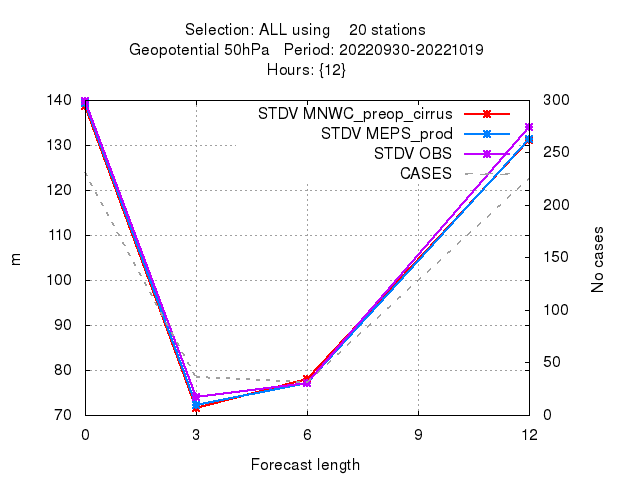 Selection: ALL using    20 stations
Geopotential 50hPa   Period: 20220930-20221019
Hours: {12}
STDV MNWC_preop_cirrus
STDV MEPS_prod
STDV OBS
CASES
140
130
120
110
100
90
80
70
m
300
250
200
150
100
50
0
No cases
0 3 6 9 12
Forecast length